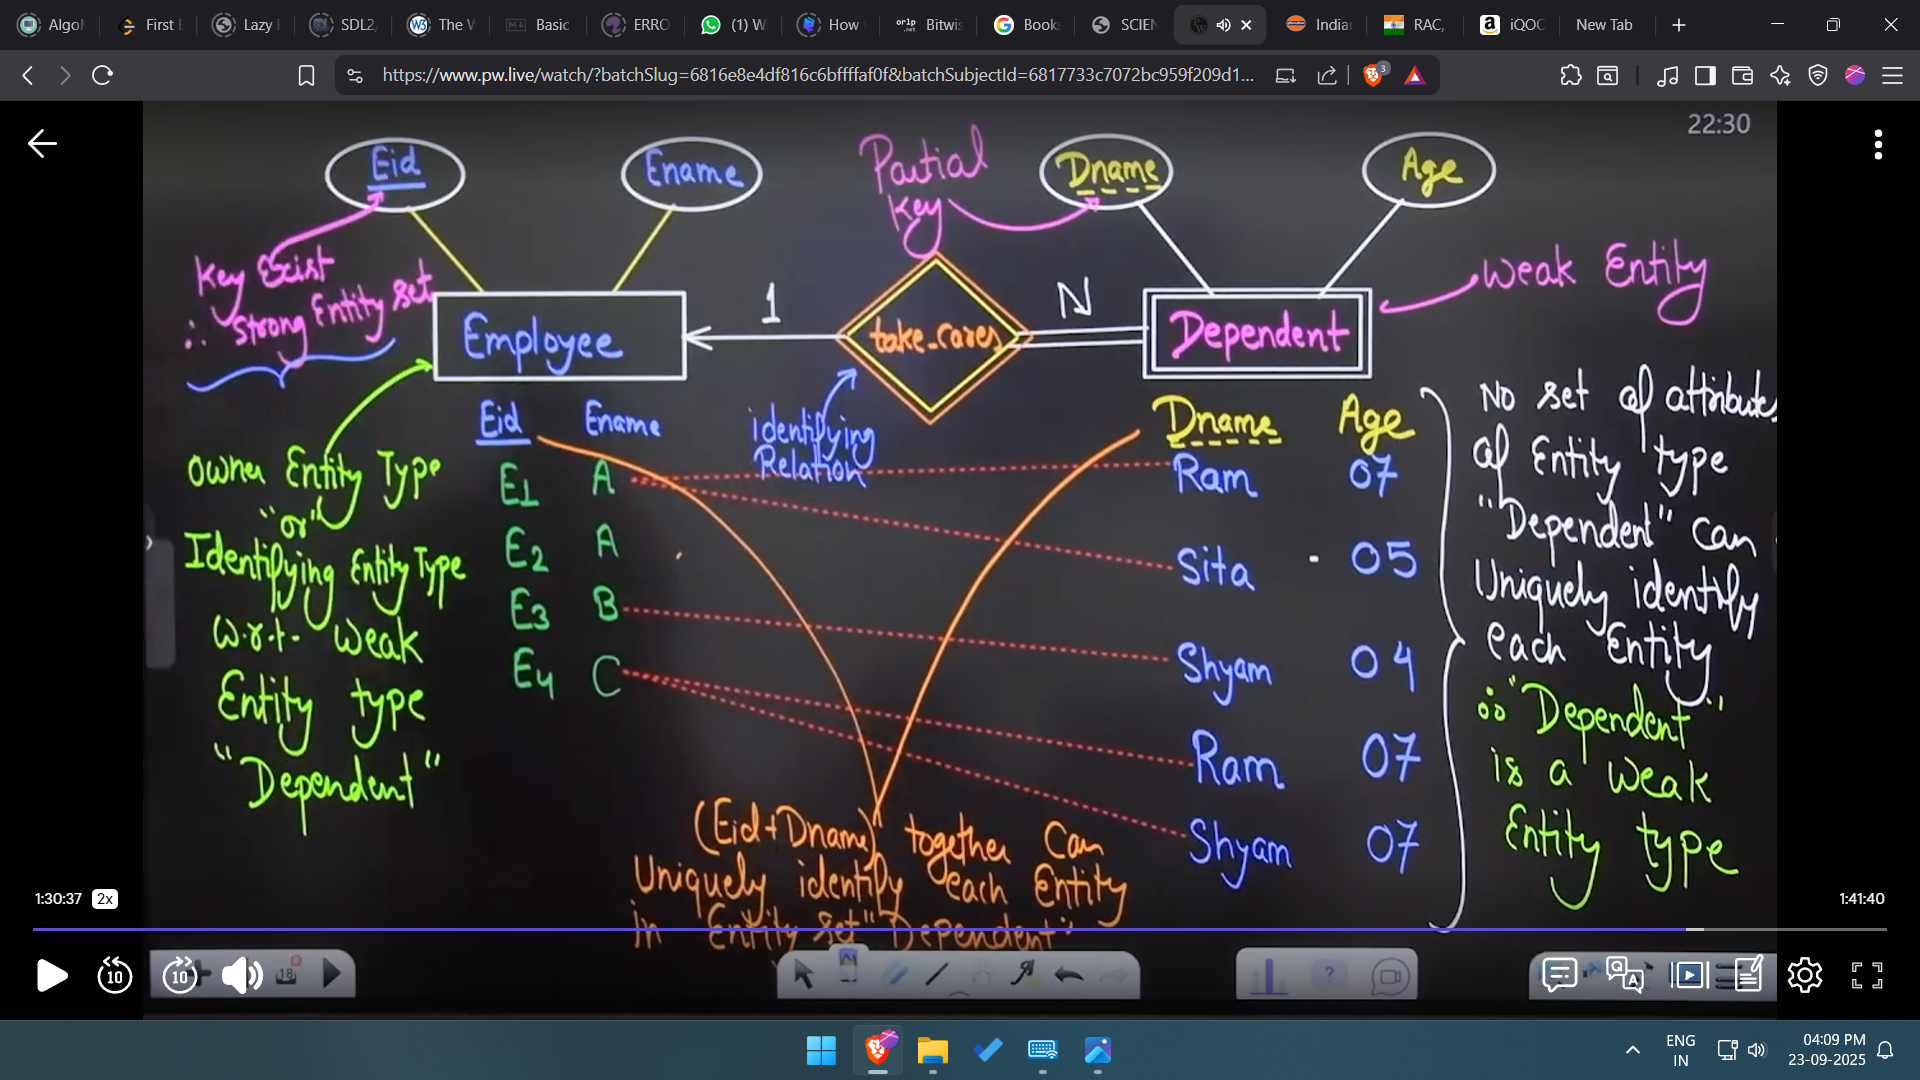 Algo
First E
Lazy
SDL2
The W
Basic
ERRO
(1) W
How
Bitwis
Book
SCIEN
Indian
RAC,
iQOO
New Tab
https://www.pw.live/watch/?batchSlug=6816e8e4df816c6bffffaf0f&batchSubjectId=6817733c7072bc959f209d1...
3
22:30
Eid
Ename
Partial
Key
Dname
Age
Key Exist
∴ Strong Entity set
Employee
1
take_cares
N
Dependent
Weak Entity
Identifying
Relation
Owner Entity Type
"or"
Identifying Entity Type
w.r.t. Weak
Entity type
"Dependent"
Eid Ename
E1 A
E2 A
E3 B
E4 C
Dname Age
Ram 07
Sita 05
Shyam 04
Ram 07
Shyam 07
No set of attributes
of Entity type
"Dependent" can
Uniquely identify
each Entity
∴ "Dependent"
is a Weak
Entity type
(Eid+Dname) together Can
Uniquely identify each Entity
in Entity set "Dependent"
1:30:37 2x
1:41:40
10
10
18
ENG
IN
04:09 PM
23-09-2025